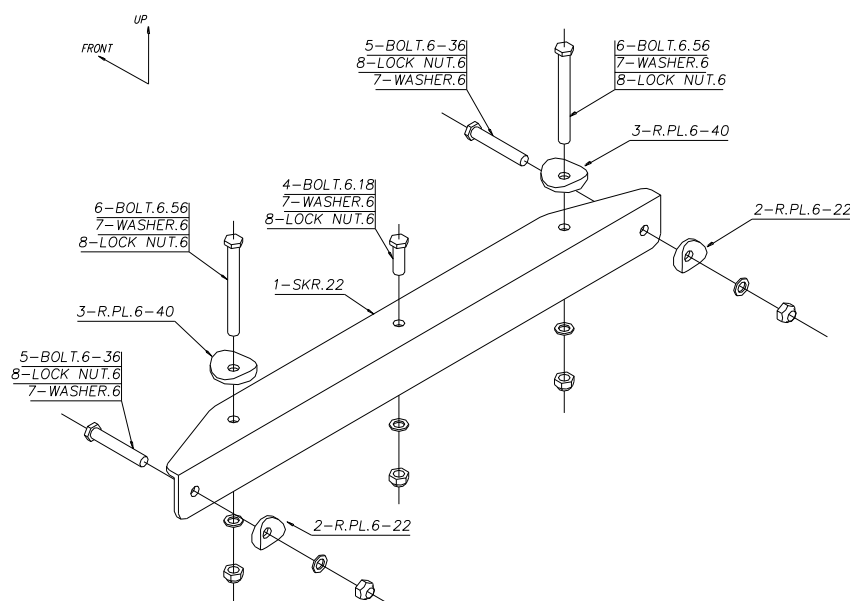 UP
FRONT
5-BOLT.6-36
8-LOCK NUT.6
7-WASHER.6
6-BOLT.6.56
7-WASHER.6
8-LOCK NUT.6
3-R.PL.6-40
4-BOLT.6.18
7-WASHER.6
8-LOCK NUT.6
6-BOLT.6.56
7-WASHER.6
8-LOCK NUT.6
2-R.PL.6-22
1-SKR.22
3-R.PL.6-40
5-BOLT.6-36
8-LOCK NUT.6
7-WASHER.6
2-R.PL.6-22